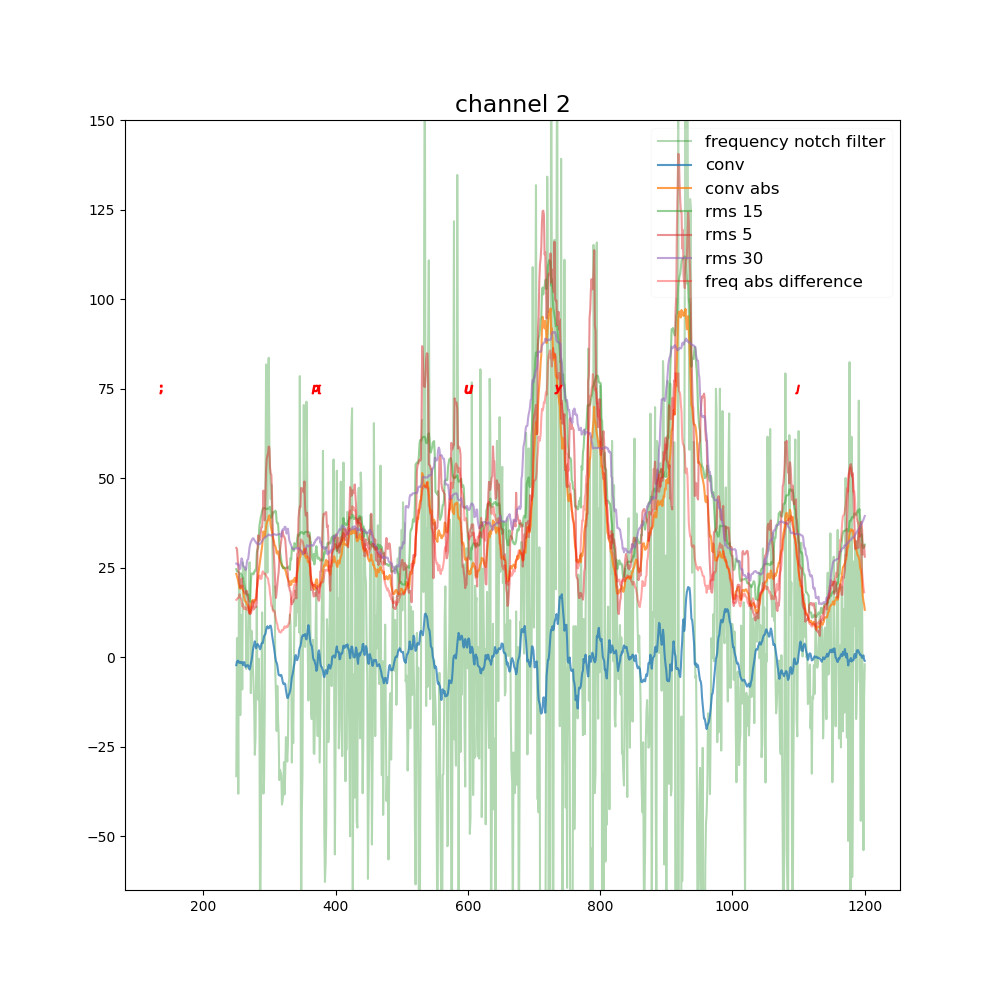 channel 2
150
125
100
75
50
25
0
−25
−50
frequency notch filter
conv
conv abs
rms 15
rms 5
rms 30
freq abs difference
;
u
y
200
400
600
800
1000
1200